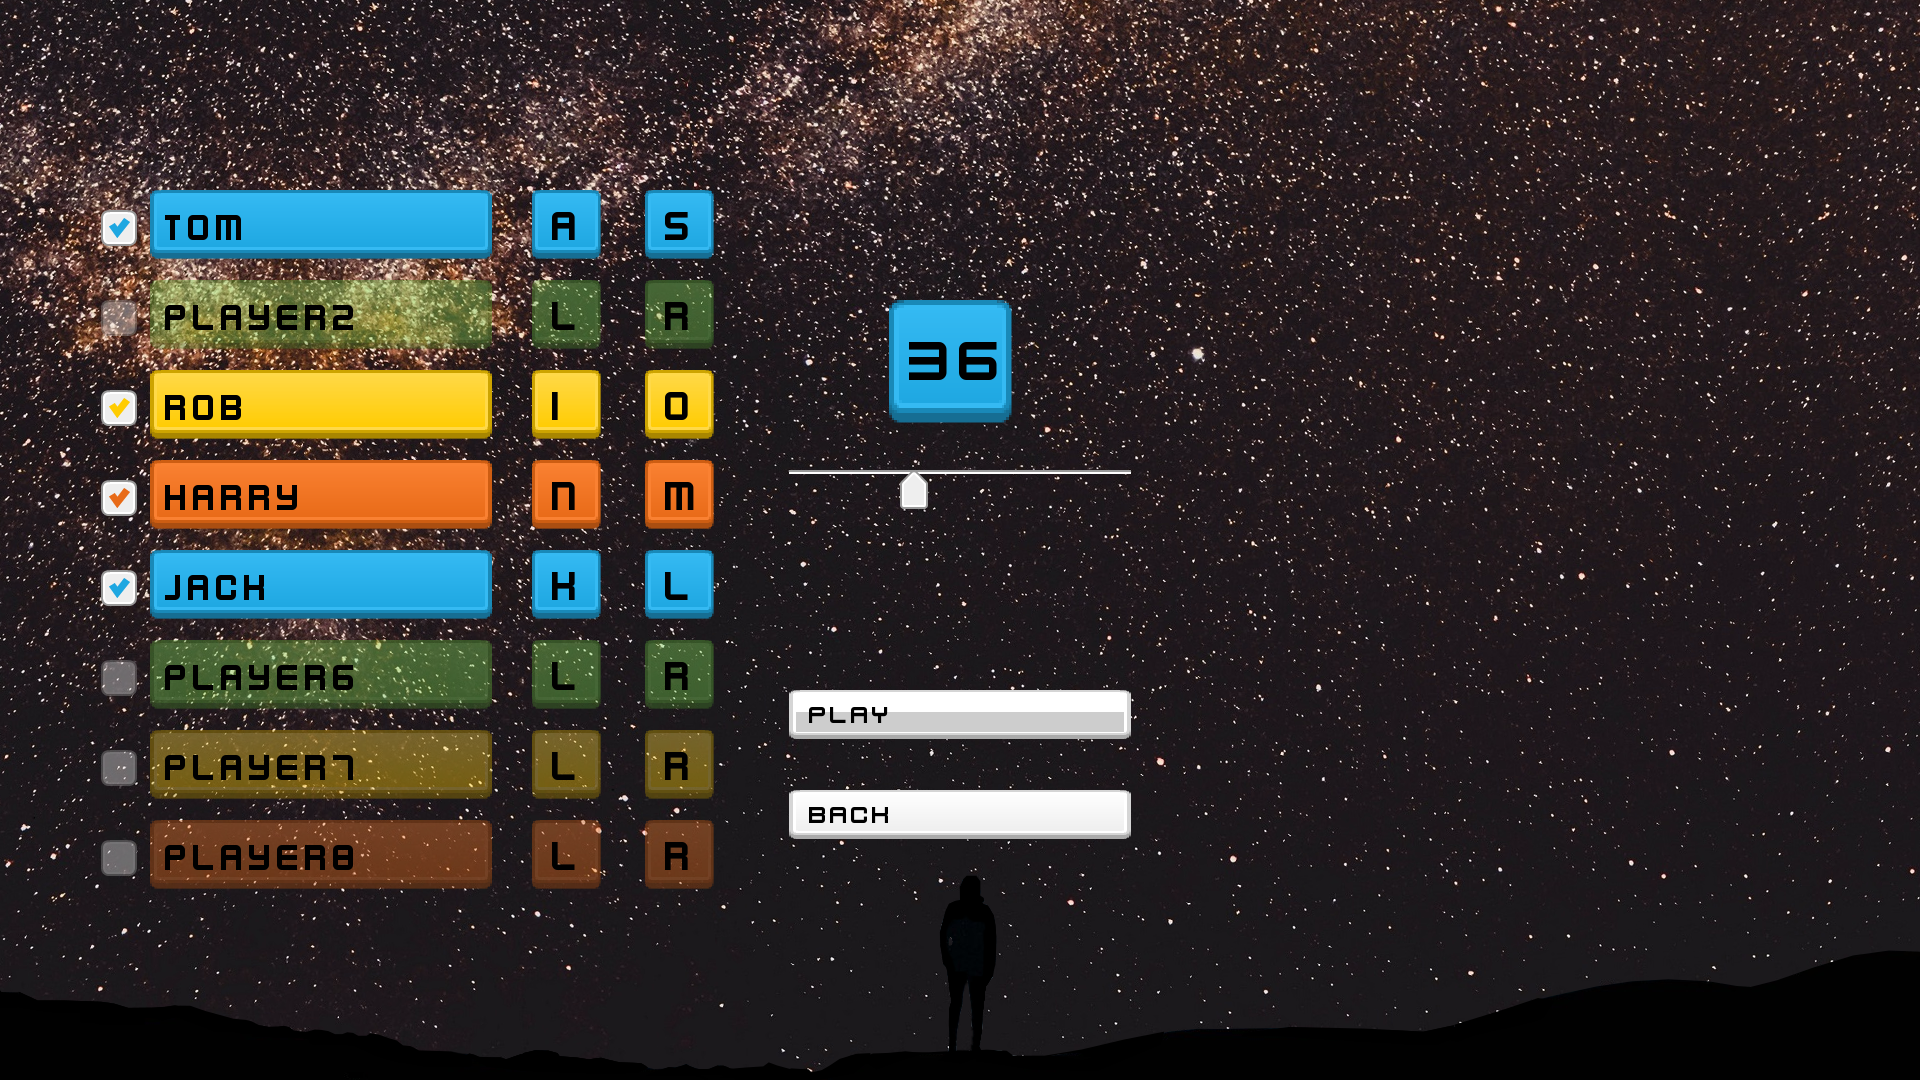 TOM A S
PLAYER2 L R
ROB I O
HARRY N M
JACK K L
PLAYER6 L R
PLAYER7 L R
PLAYER8 L R
36
PLAY
BACK